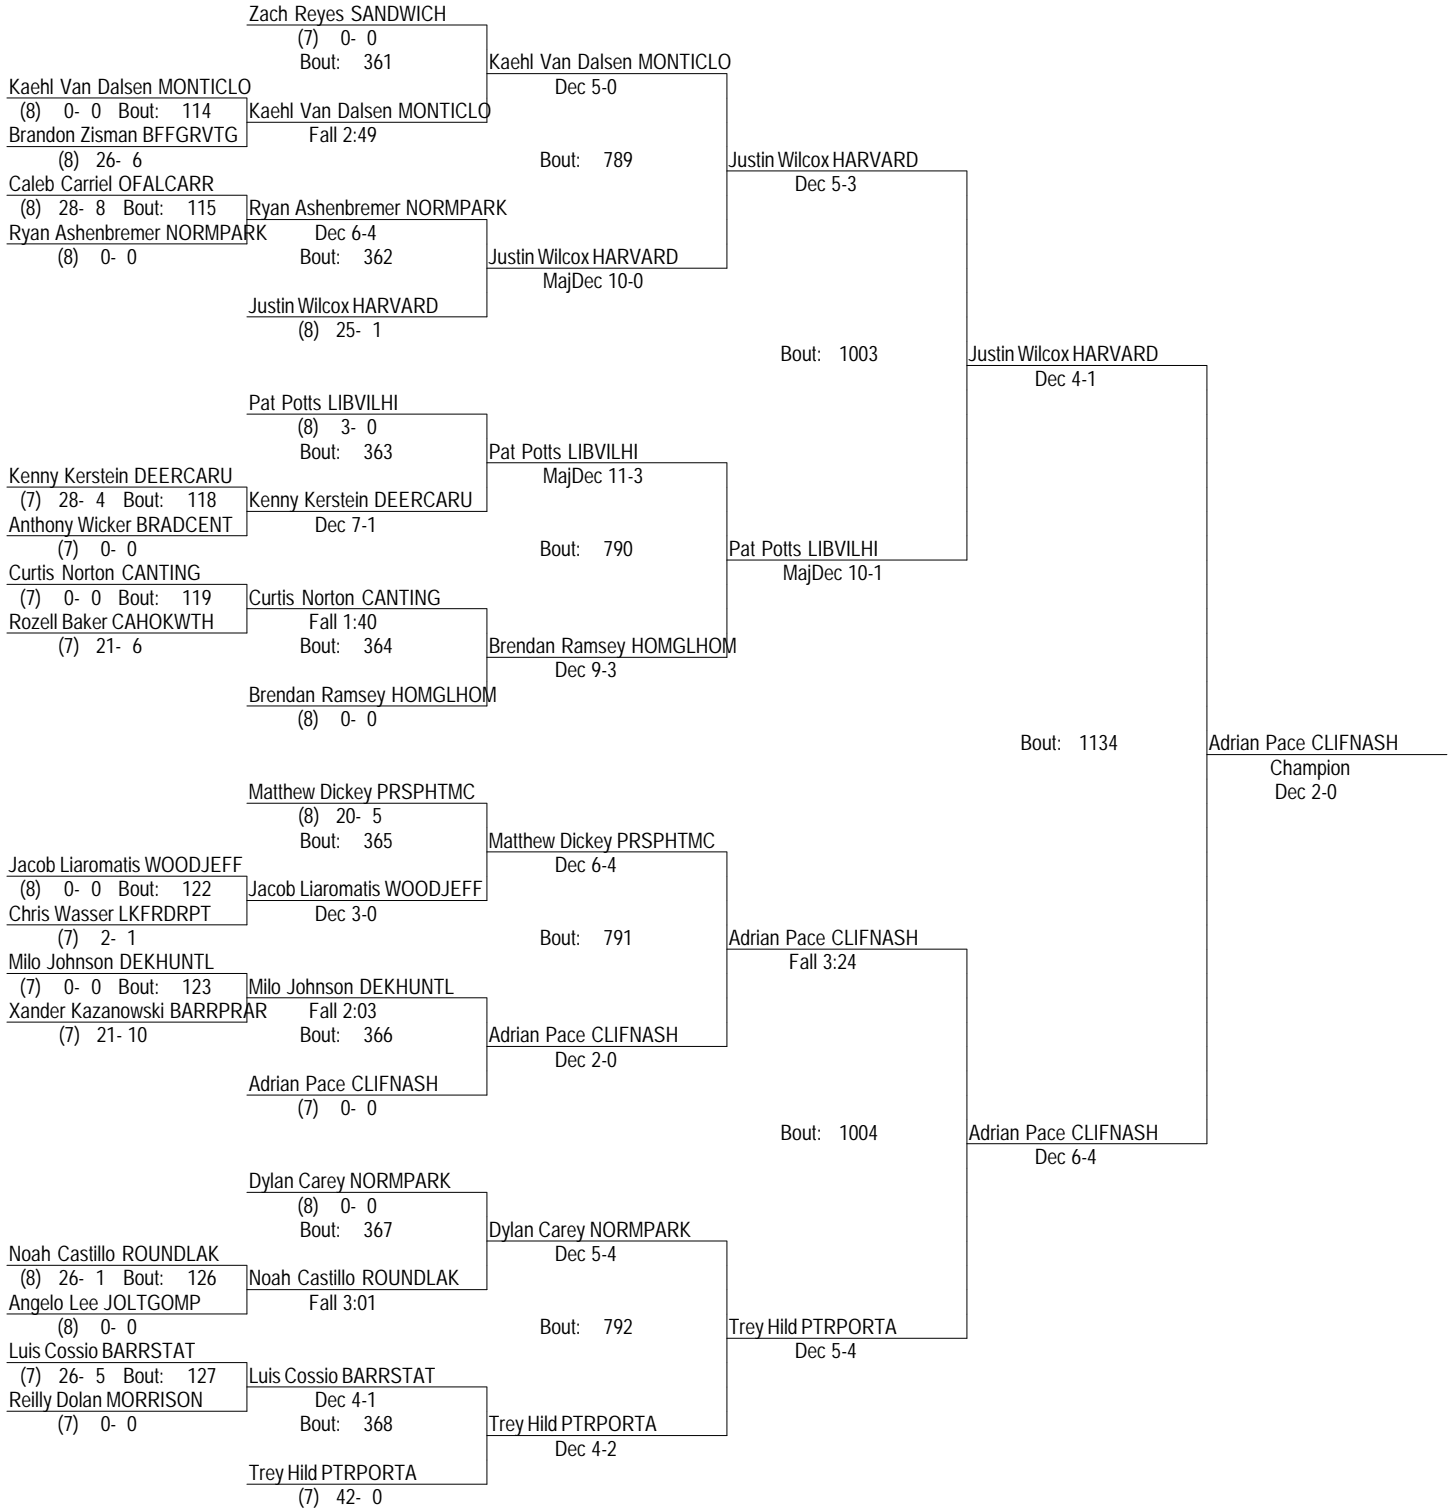 Zach Reyes SANDWICH
(7) 0- 0
Bout: 361
Kaehl Van Dalsen MONTICLO
Dec 5-0
Kaehl Van Dalsen MONTICLO
(8) 0- 0 Bout: 114
Kaehl Van Dalsen MONTICLO
Brandon Zisman BFFGRVTG
Fall 2:49
(8) 26- 6
Bout: 789
Justin Wilcox HARVARD
Dec 5-3
Caleb Carriel OFALCARR
(8) 28- 8 Bout: 115
Ryan Ashenbremer NORMPARK
Ryan Ashenbremer NORMPARK
Dec 6-4
(8) 0- 0
Bout: 362
Justin Wilcox HARVARD
MajDec 10-0
Justin Wilcox HARVARD
(8) 25- 1
Bout: 1003
Justin Wilcox HARVARD
Dec 4-1
Pat Potts LIBVILHI
(8) 3- 0
Bout: 363
Pat Potts LIBVILHI
MajDec 11-3
Kenny Kerstein DEERCARU
(7) 28- 4 Bout: 118
Kenny Kerstein DEERCARU
Anthony Wicker BRADCENT
Dec 7-1
(7) 0- 0
Bout: 790
Pat Potts LIBVILHI
MajDec 10-1
Curtis Norton CANTING
(7) 0- 0 Bout: 119
Curtis Norton CANTING
Rozell Baker CAHOKWTH
Fall 1:40
(7) 21- 6
Bout: 364
Brendan Ramsey HOMGLHOM
Dec 9-3
Brendan Ramsey HOMGLHOM
(8) 0- 0
Bout: 1134
Adrian Pace CLIFNASH
Champion
Dec 2-0
Matthew Dickey PRSPHTMC
(8) 20- 5
Bout: 365
Matthew Dickey PRSPHTMC
Dec 6-4
Jacob Liaromatis WOODJEFF
(8) 0- 0 Bout: 122
Jacob Liaromatis WOODJEFF
Chris Wasser LKFRDRPT
Dec 3-0
(7) 2- 1
Bout: 791
Adrian Pace CLIFNASH
Fall 3:24
Milo Johnson DEKHUNTL
(7) 0- 0 Bout: 123
Milo Johnson DEKHUNTL
Xander Kazanowski BARRPRAR
Fall 2:03
(7) 21- 10
Bout: 366
Adrian Pace CLIFNASH
Dec 2-0
Adrian Pace CLIFNASH
(7) 0- 0
Bout: 1004
Adrian Pace CLIFNASH
Dec 6-4
Dylan Carey NORMPARK
(8) 0- 0
Bout: 367
Dylan Carey NORMPARK
Dec 5-4
Noah Castillo ROUNDLAK
(8) 26- 1 Bout: 126
Noah Castillo ROUNDLAK
Angelo Lee JOLTGOMP
Fall 3:01
(8) 0- 0
Bout: 792
Trey Hild PTRPORTA
Dec 5-4
Luis Cossio BARRSTAT
(7) 26- 5 Bout: 127
Luis Cossio BARRSTAT
Reilly Dolan MORRISON
Dec 4-1
(7) 0- 0
Bout: 368
Trey Hild PTRPORTA
Dec 4-2
Trey Hild PTRPORTA
(7) 42- 0